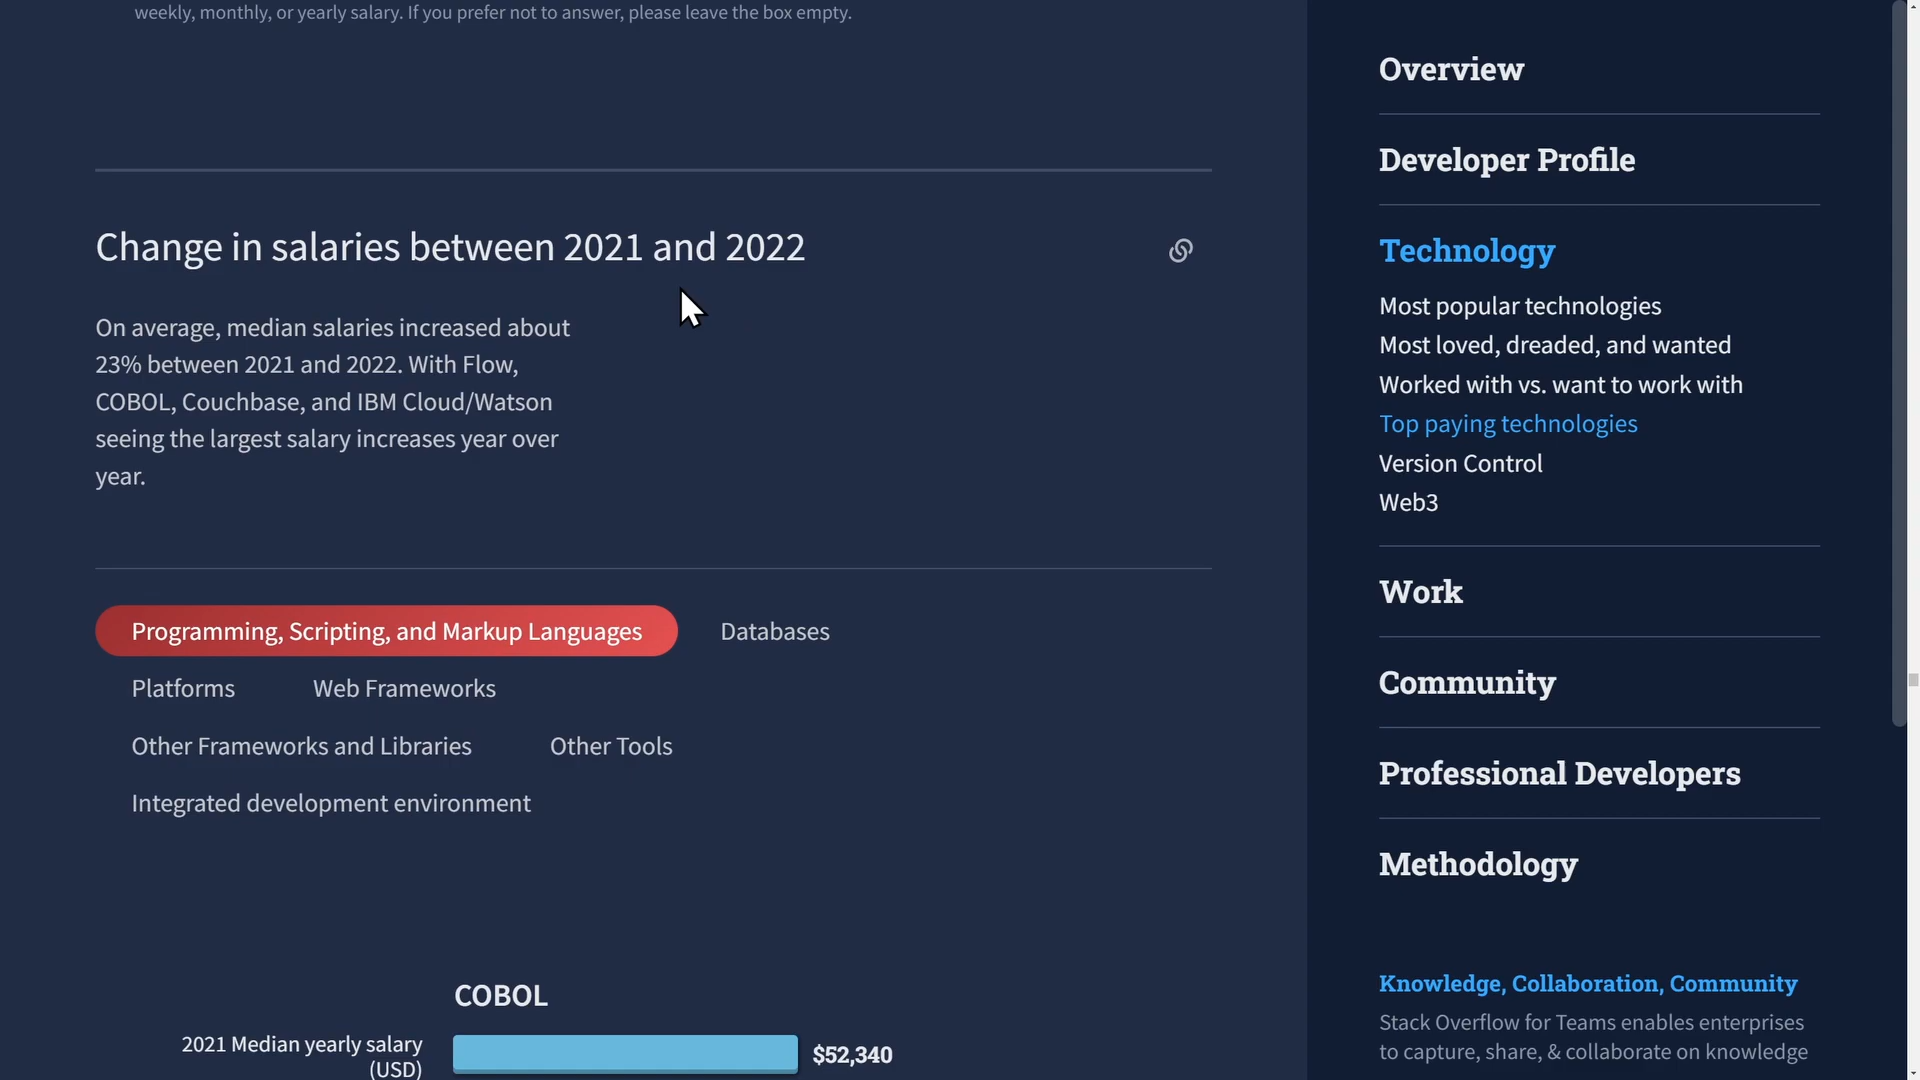 weekly, monthly, or yearly salary. If you prefer not to answer, please leave the box empty.
Change in salaries between 2021 and 2022
On average, median salaries increased about
23% between 2021 and 2022. With Flow,
COBOL, Couchbase, and IBM Cloud/Watson
seeing the largest salary increases year over
year.
Programming, Scripting, and Markup Languages
Databases
Platforms
Web Frameworks
Other Frameworks and Libraries
Other Tools
Integrated development environment
COBOL
2021 Median yearly salary
(USD)
$52,340
Overview
Developer Profile
Technology
Most popular technologies
Most loved, dreaded, and wanted
Worked with vs. want to work with
Top paying technologies
Version Control
Web3
Work
Community
Professional Developers
Methodology
Knowledge, Collaboration, Community
Stack Overflow for Teams enables enterprises
to capture, share, & collaborate on knowledge